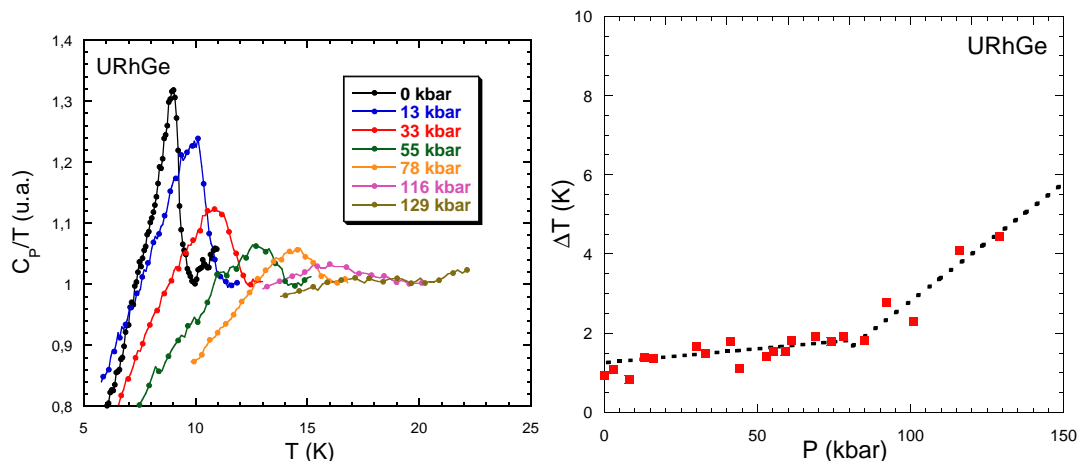 1,4
1,3
1,2
1,1
1
0,9
0,8
C_P/T (u.a.)
URhGe
0 kbar
13 kbar
33 kbar
55 kbar
78 kbar
116 kbar
129 kbar
5 10 15 20 25
T (K)
10
8
6
4
2
0
ΔT (K)
URhGe
0 50 100 150
P (kbar)